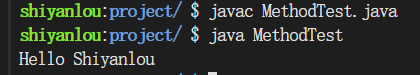 shiyanlou:project/ $ javac MethodTest.java
shiyanlou:project/ $ java MethodTest
Hello Shiyanlou